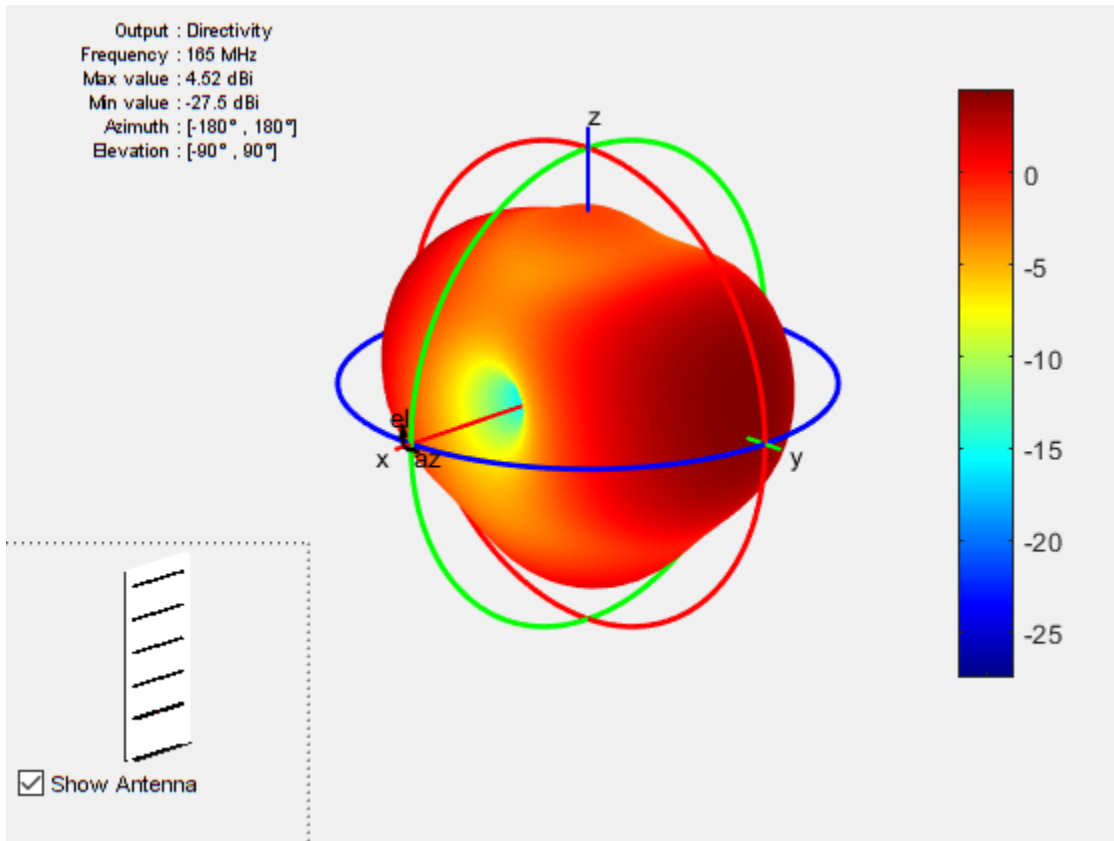 Output : Directivity
Frequency : 165 MHz
Max value : 4.52 dBi
Min value : -27.5 dBi
Azimuth : [-180° , 180°]
Elevation : [-90° , 90°]
z
0
-5
-10
-15
-20
-25
el
x
az
y
Show Antenna